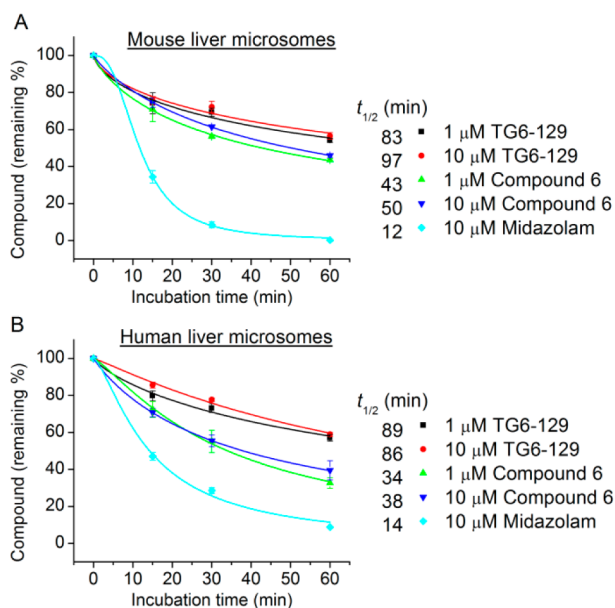 A
Mouse liver microsomes
Compound (remaining %)
100
80
60
40
20
0
0 10 20 30 40 50 60
Incubation time (min)
t1/2 (min)
83 1 μM TG6-129
97 10 μM TG6-129
43 1 μM Compound 6
50 10 μM Compound 6
12 10 μM Midazolam
B
Human liver microsomes
Compound (remaining %)
100
80
60
40
20
0
0 10 20 30 40 50 60
Incubation time (min)
t1/2 (min)
89 1 μM TG6-129
86 10 μM TG6-129
34 1 μM Compound 6
38 10 μM Compound 6
14 10 μM Midazolam